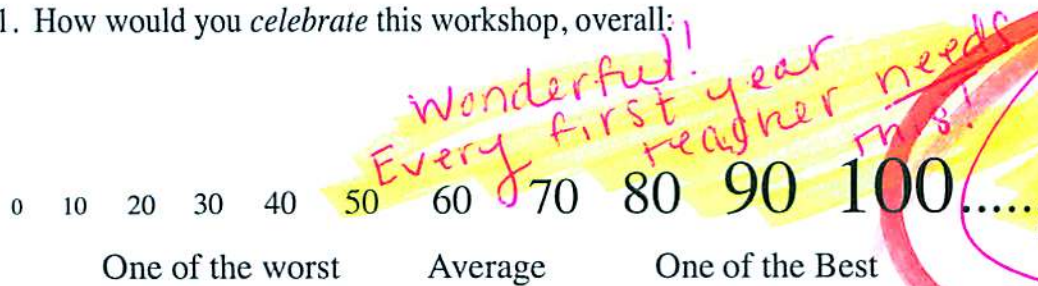 1. How would you celebrate this workshop, overall:
Wonderful!
Every first year
teacher needs
this!
0 10 20 30 40 50 60 70 80 90 100.....
One of the worst Average One of the Best